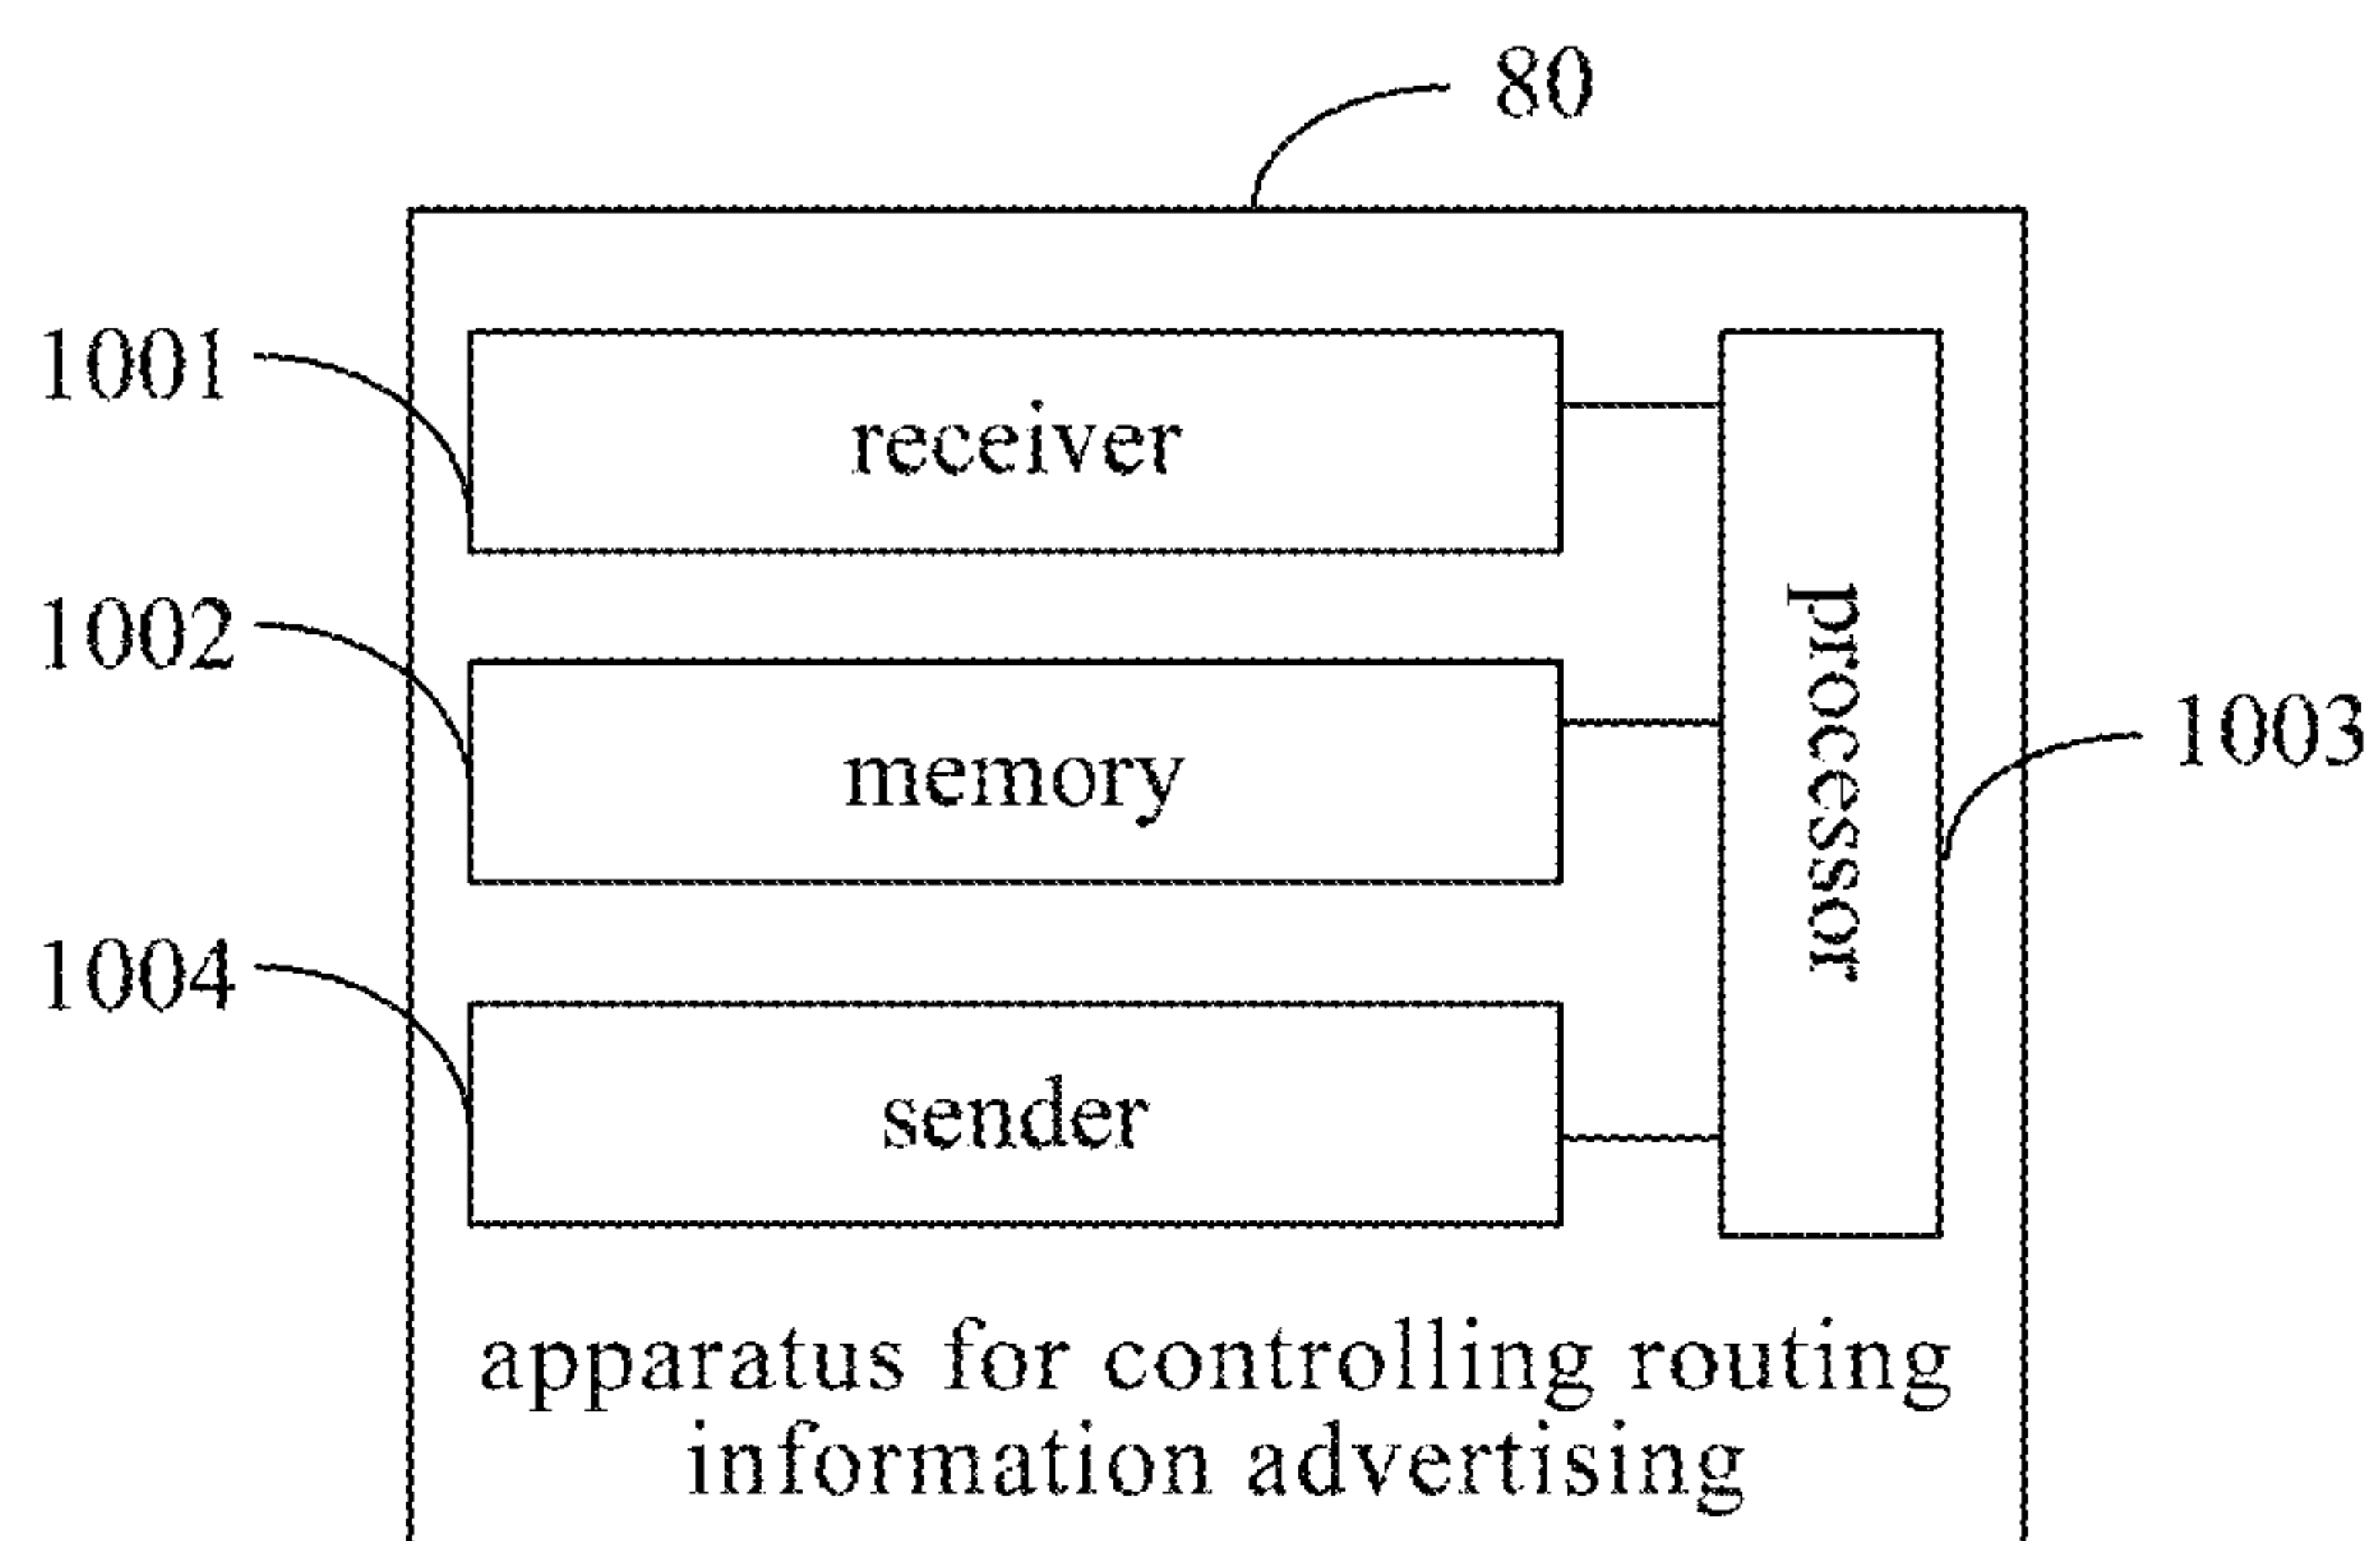 80
1001
receiver
1002
memory
processor
1003
1004
sender
apparatus for controlling routing
information advertising